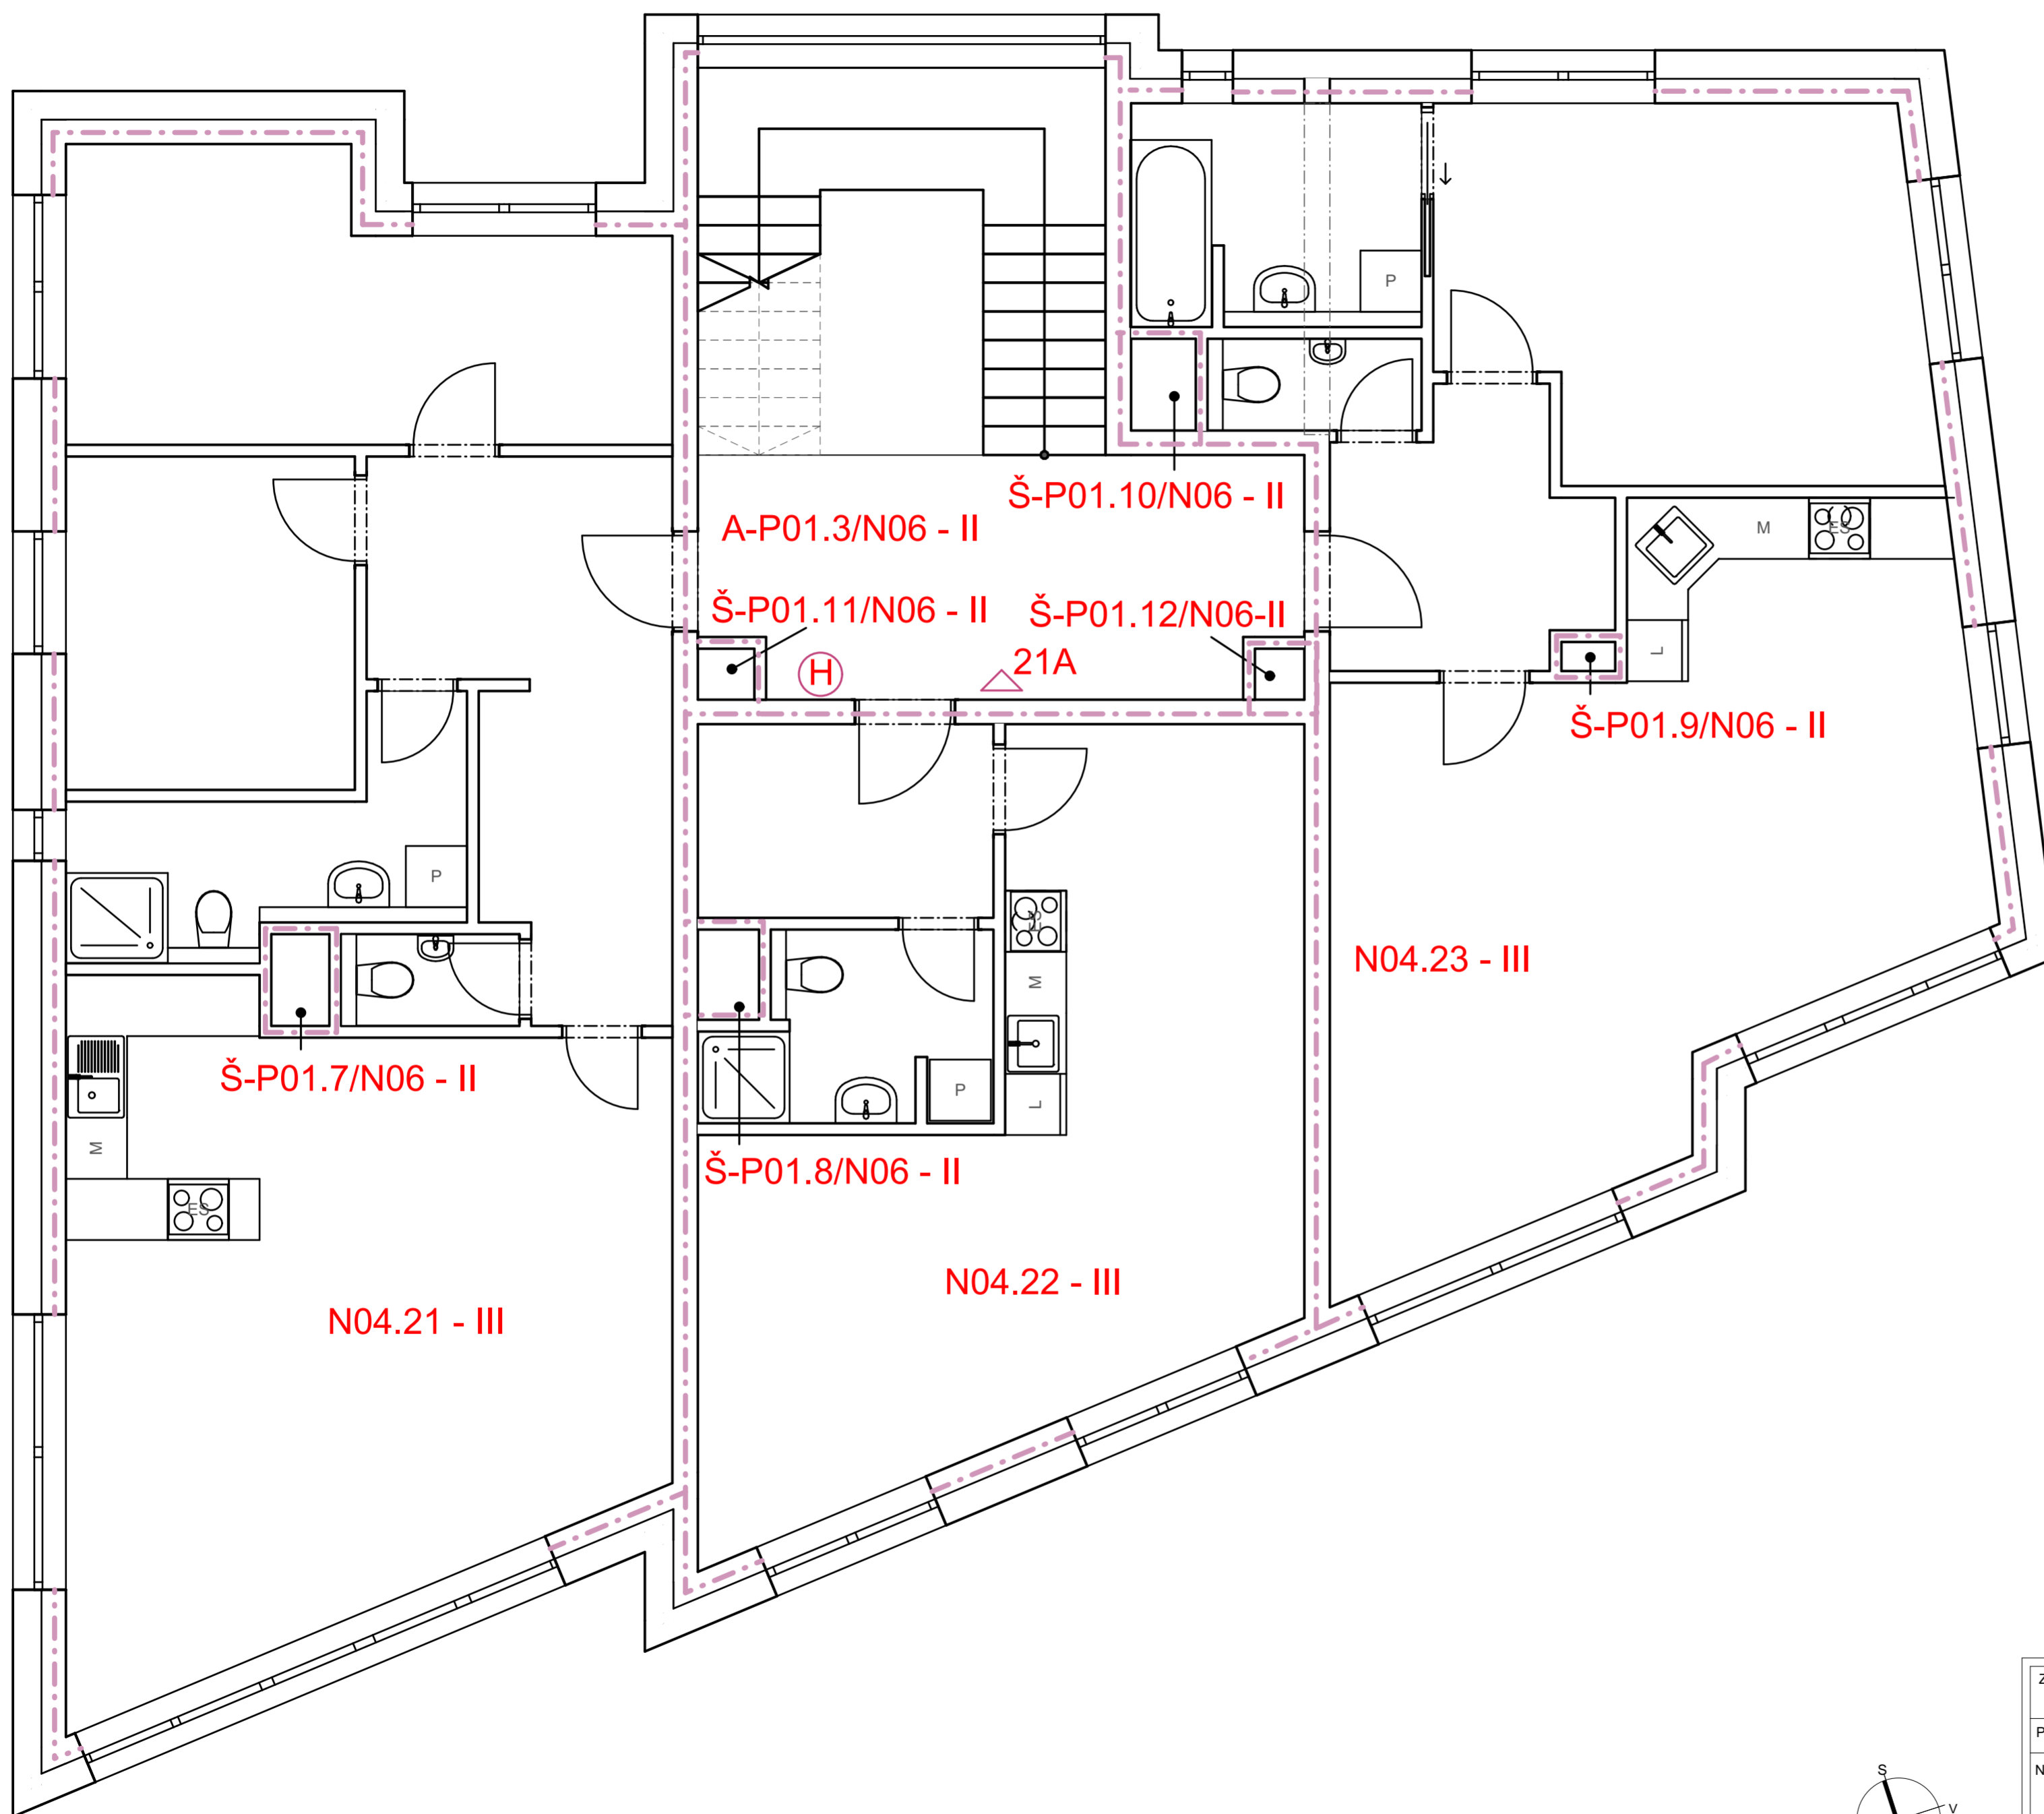 P
Š-P01.10/N06 - II
A-P01.3/N06 - II
M
ES
Š-P01.11/N06 - II
Š-P01.12/N06-II
H
21A
L
Š-P01.9/N06 - II
P
ES
N04.23 - III
M
Š-P01.7/N06 - II
P
L
M
Š-P01.8/N06 - II
ES
N04.22 - III
N04.21 - III
Z
P
N
S
V